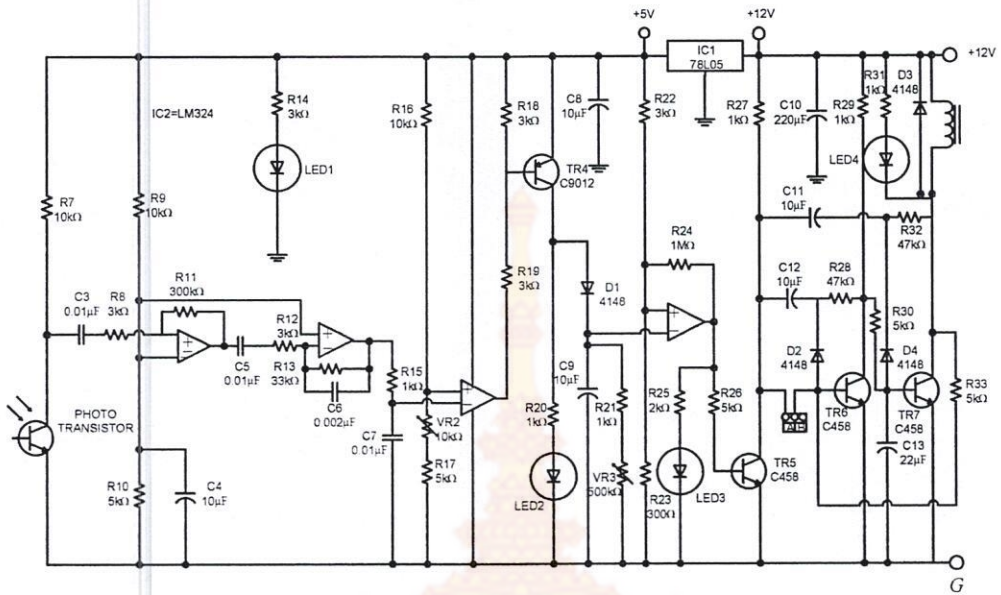 +5V
+12V
IC1
78L05
+12V
IC2=LM324
R14
3kΩ
LED1
R16
10kΩ
R18
3kΩ
C8
10µF
TR4
C9012
R22
3kΩ
R27
1kΩ
C10
220µF
R29
1kΩ
R31
1kΩ
D3
4148
LED4
R7
10kΩ
R9
10kΩ
C11
10µF
R32
47kΩ
R24
1MΩ
R19
3kΩ
D1
4148
C12
10µF
R28
47kΩ
R30
5kΩ
R11
300kΩ
C3
0.01µF
R8
3kΩ
R12
3kΩ
C5
0.01µF
R13
33kΩ
C6
0.002µF
R15
1kΩ
D2
4148
D4
4148
R33
5kΩ
C9
10µF
R20
1kΩ
R21
1kΩ
R25
2kΩ
R26
5kΩ
TR6
C458
TR7
C458
PHOTO
TRANSISTOR
C7
0.01µF
VR2
10kΩ
R17
5kΩ
VR3
500kΩ
TR5
C458
C13
22µF
R10
5kΩ
C4
10µF
LED2
R23
300Ω
LED3
G